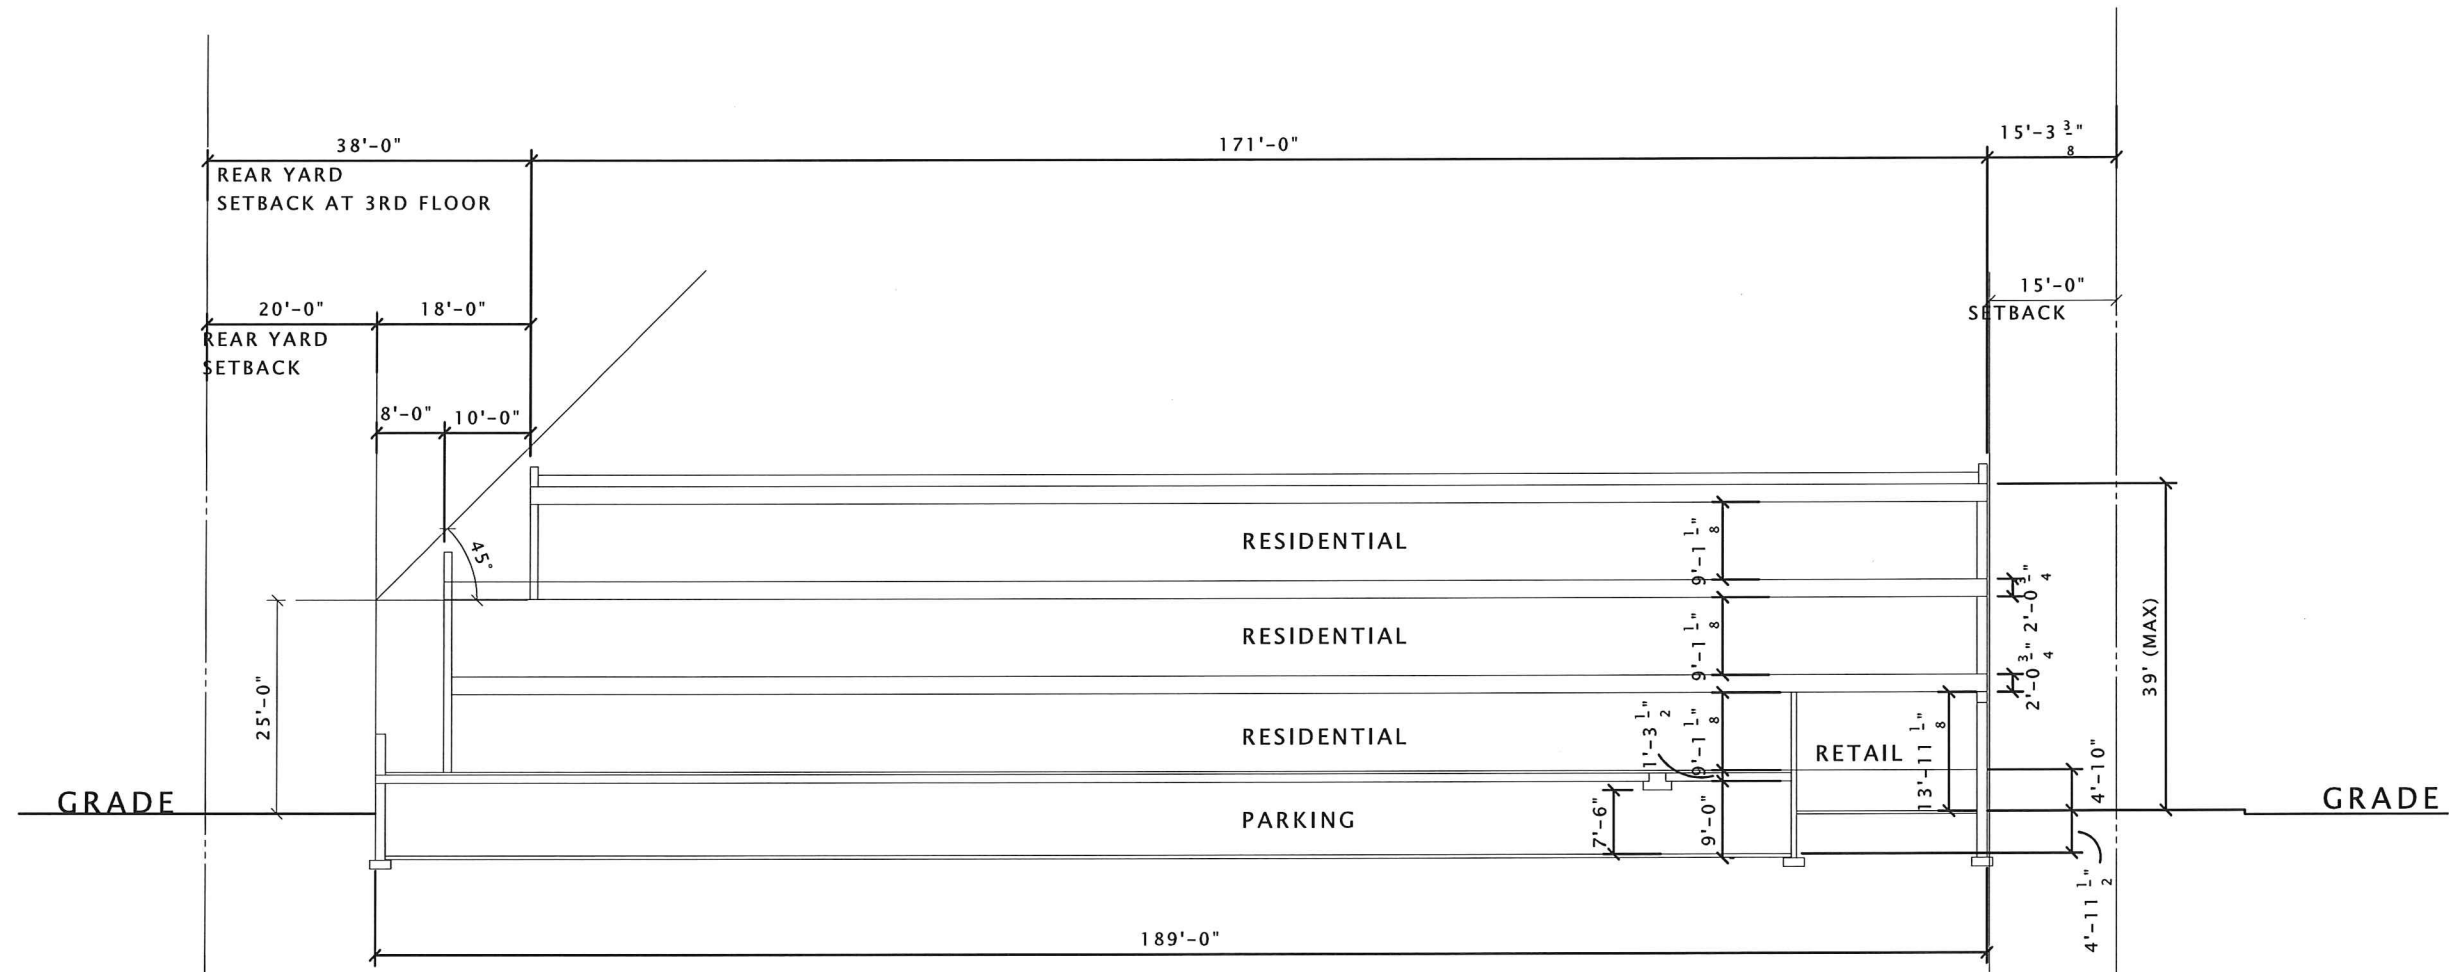 38'-0"
171'-0"
15'-3 3/8"
REAR YARD
SETBACK AT 3RD FLOOR
20'-0"
18'-0"
15'-0"
SETBACK
REAR YARD
SETBACK
8'-0"
10'-0"
45°
RESIDENTIAL
9'-1 1/8"
2'-0 3/4"
25'-0"
RESIDENTIAL
9'-1 1/8"
2'-0 3/4"
39' (MAX)
RESIDENTIAL
1'-3 1/2"
9'-1 1/8"
RETAIL
13'-11 1/8"
4'-10"
GRADE
GRADE
PARKING
7'-6"
9'-0"
4'-11 1/2"
189'-0"